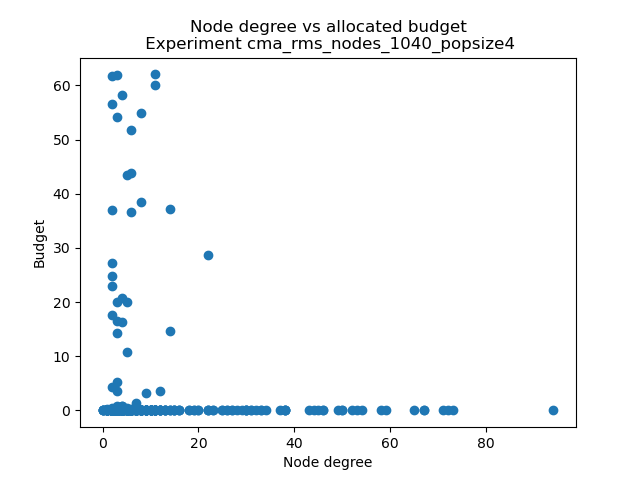 Node degree vs allocated budget
Experiment cma_rms_nodes_1040_popsize4
60
50
40
30
20
10
0
Budget
0 20 40 60 80
Node degree